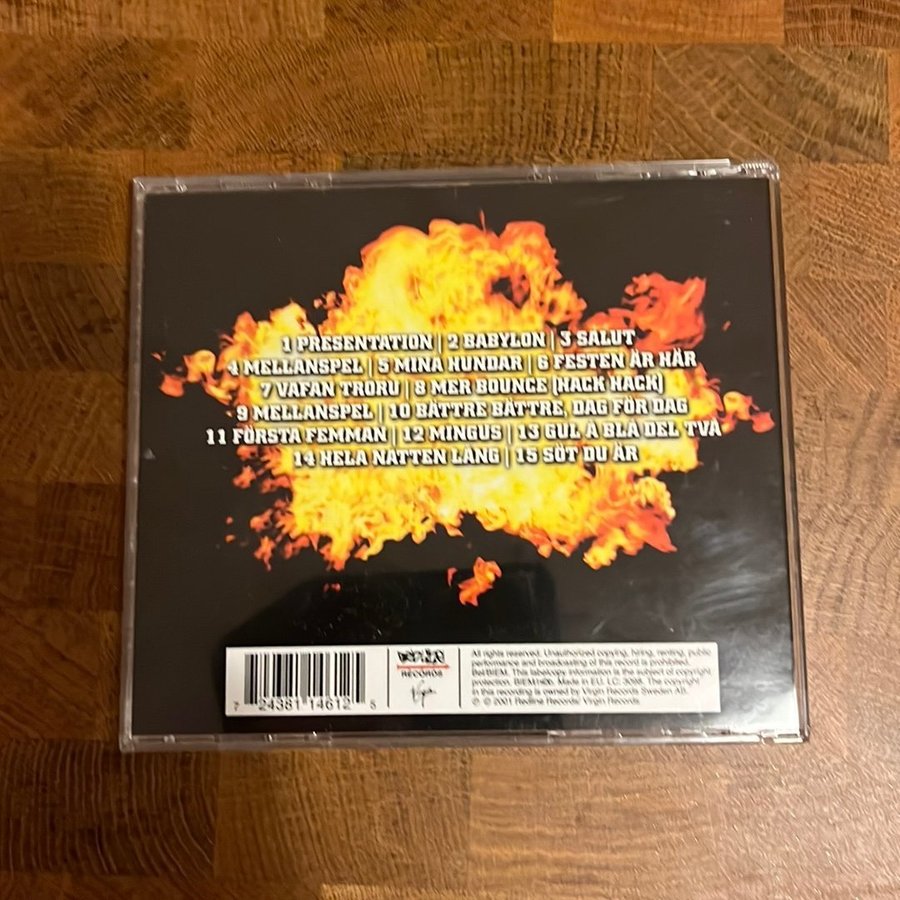 1 PRESENTATION | 2 BABYLON | 3 SALUT
4 MELLANSPEL | 5 MINA HUNDAR | 6 FESTEN ÄR HÄR
7 VAFAN TRORU | 8 MER BOUNCE (HACK HACK)
9 MELLANSPEL | 10 BÄTTRE BÄTTRE, DAG FÖR DAG
11 FÖRSTA FEMMAN | 12 MINGUS | 13 GUL Å BLÅ DEL TVÅ
14 HELA NATTEN LÅNG | 15 SÖT DU ÄR
7 24381 14612 5
RECORDS
Virgin
All rights reserved. Unauthorized copying, hiring, renting, public
performance and broadcasting of this record is prohibited.
Bel/BIEM. This labelcopy information is the subject of copyright
protection. BIEM/n©b. Made in EU. LC: 3098. The copyright
in this recording is owned by Virgin Records Sweden AB.
℗ © 2001 Redline Records/ Virgin Records